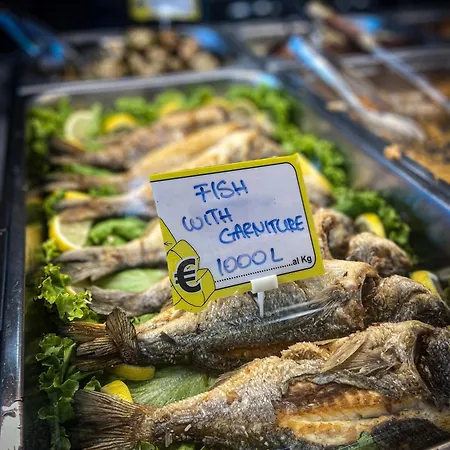 FISH
WITH
GARNITURE
1000 L ......al Kg
€